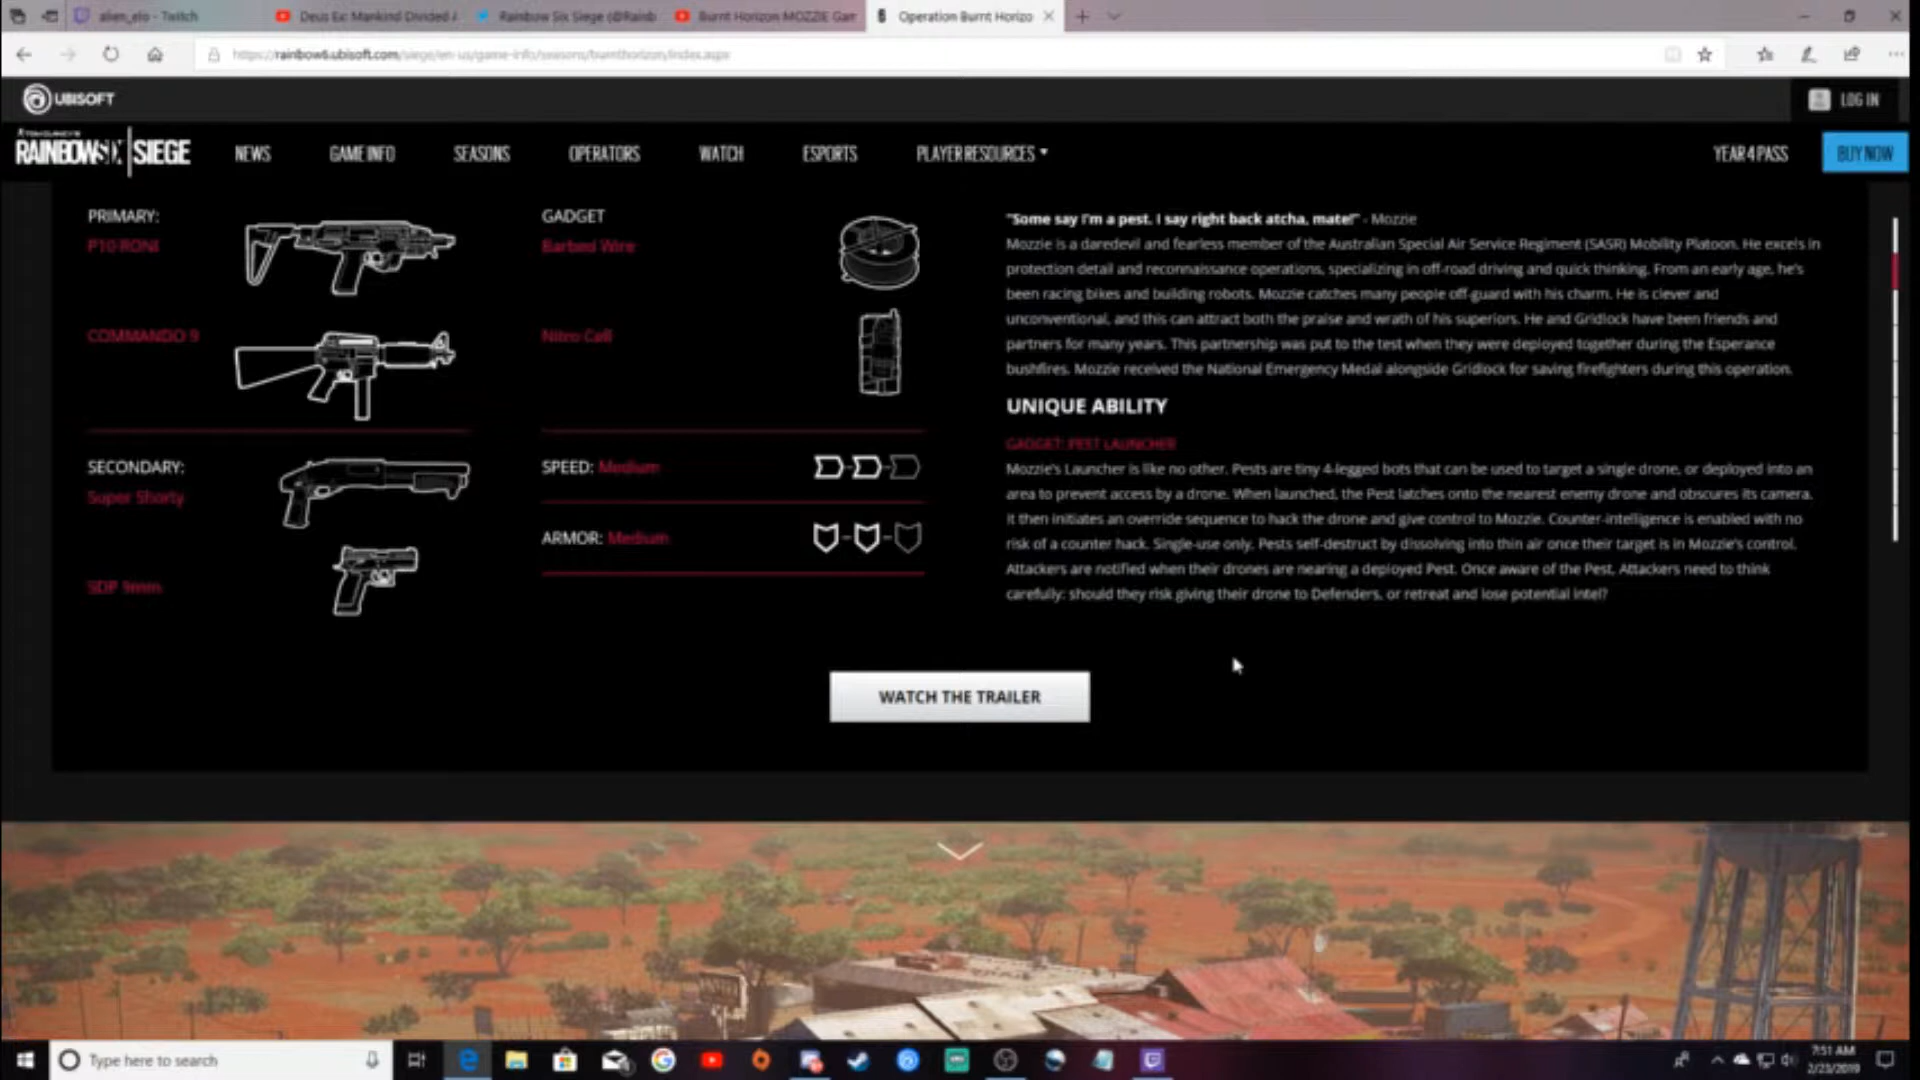 alien_elo - Twitch
Deus Ex: Mankind Divided
Rainbow Six Siege (@Rainb
Burnt Horizon MOZZIE Gam
Operation Burnt Horizo
https://rainbow6.ubisoft.com/siege/en-us/game-info/seasons/burnthorizon/index.aspx
UBISOFT
LOG IN
RAINBOW SIX | SIEGE
NEWS
GAME INFO
SEASONS
OPERATORS
WATCH
ESPORTS
PLAYER RESOURCES
YEAR 4 PASS
BUY NOW
PRIMARY:
P10 RONI
COMMANDO 9
SECONDARY:
Super Shorty
SDP 9mm
GADGET
Barbed Wire
Nitro Cell
SPEED: Medium
ARMOR: Medium
"Some say I'm a pest. I say right back atcha, mate!" - Mozzie
Mozzie is a daredevil and fearless member of the Australian Special Air Service Regiment (SASR) Mobility Platoon. He excels in
protection detail and reconnaissance operations, specializing in off-road driving and quick thinking. From an early age, he's
been racing bikes and building robots. Mozzie catches many people off-guard with his charm. He is clever and
unconventional, and this can attract both the praise and wrath of his superiors. He and Gridlock have been friends and
partners for many years. This partnership was put to the test when they were deployed together during the Esperance
bushfires. Mozzie received the National Emergency Medal alongside Gridlock for saving firefighters during this operation.
UNIQUE ABILITY
GADGET: PEST LAUNCHER
Mozzie's Launcher is like no other. Pests are tiny 4-legged bots that can be used to target a single drone, or deployed into an
area to prevent access by a drone. When launched, the Pest latches onto the nearest enemy drone and obscures its camera.
It then initiates an override sequence to hack the drone and give control to Mozzie. Counter-intelligence is enabled with no
risk of a counter hack. Single-use only. Pests self-destruct by dissolving into thin air once their target is in Mozzie's control.
Attackers are notified when their drones are nearing a deployed Pest. Once aware of the Pest, Attackers need to think
carefully: should they risk giving their drone to Defenders, or retreat and lose potential intel?
WATCH THE TRAILER
Type here to search
7:51 AM
2/23/2019